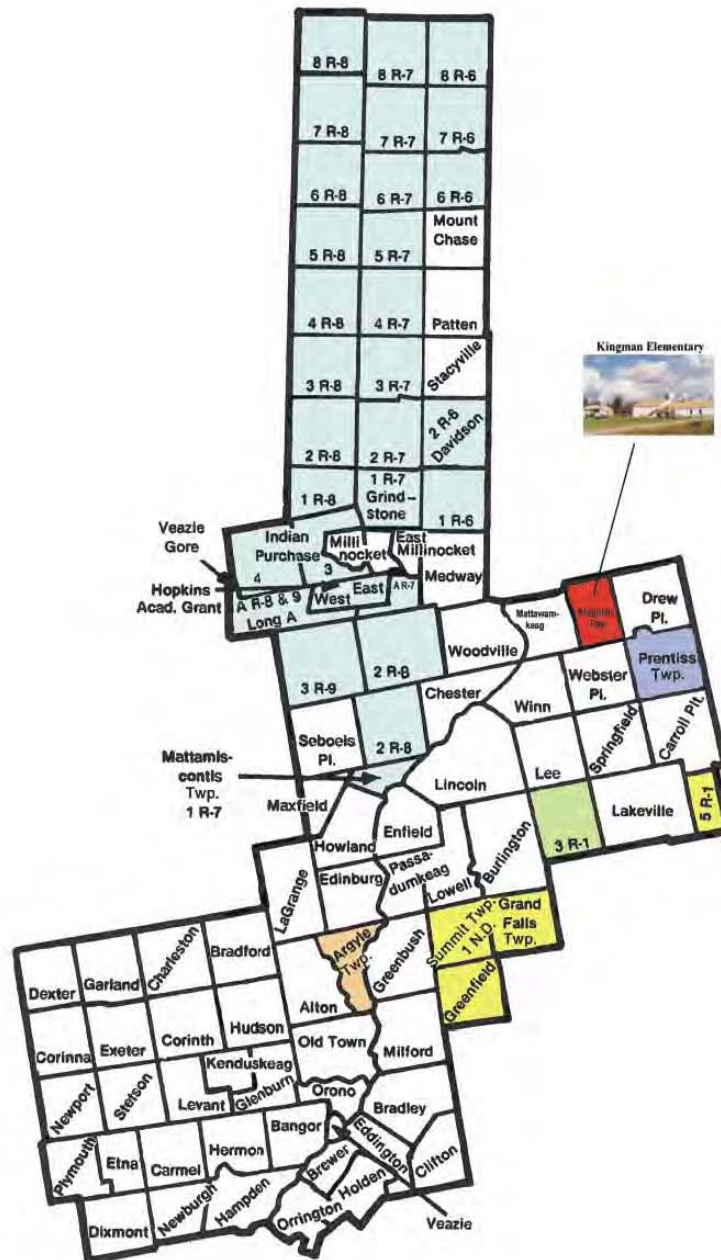 8 R-8
8 R-7
8 R-6
7 R-8
7 R-7
7 R-6
6 R-8
6 R-7
6 R-6
Mount
Chase
5 R-8
5 R-7
4 R-8
4 R-7
Patten
Kingman Elementary
3 R-8
3 R-7
Stacyville
2 R-8
2 R-7
2 R-6
Davidson
1 R-8
1 R-7
Grind-
stone
1 R-6
Veazie
Gore
Indian
Purchase
4
3
Milli
nocket
East
Millinocket
Medway
Hopkins
Acad. Grant
A R-8 & 9
Long A
West
East
A R-7
Mattawam-
keag
Kingman
Twp.
Drew
Pl.
3 R-9
2 R-8
Woodville
Webster
Pl.
Prentiss
Twp.
Chester
Winn
Seboeis
Pl.
2 R-8
Springfield
Carroll Plt.
Mattamis-
contis
Twp.
1 R-7
Lincoln
Lee
Maxfield
Lakeville
5 R-1
Howland
Enfield
3 R-1
Burlington
Edinburg
Passa-
dumkeag
Lowell
LaGrange
Summit Twp.
1 N.D.
Grand
Falls
Twp.
Argyle
Twp.
Greenbush
Greenfield
Dexter
Garland
Charleston
Bradford
Alton
Corinna
Exeter
Corinth
Hudson
Old Town
Milford
Kenduskeag
Newport
Stetson
Levant
Glenburn
Orono
Bradley
Plymouth
Etna
Carmel
Hermon
Bangor
Eddington
Clifton
Dixmont
Newburgh
Hampden
Brewer
Holden
Orrington
Veazie